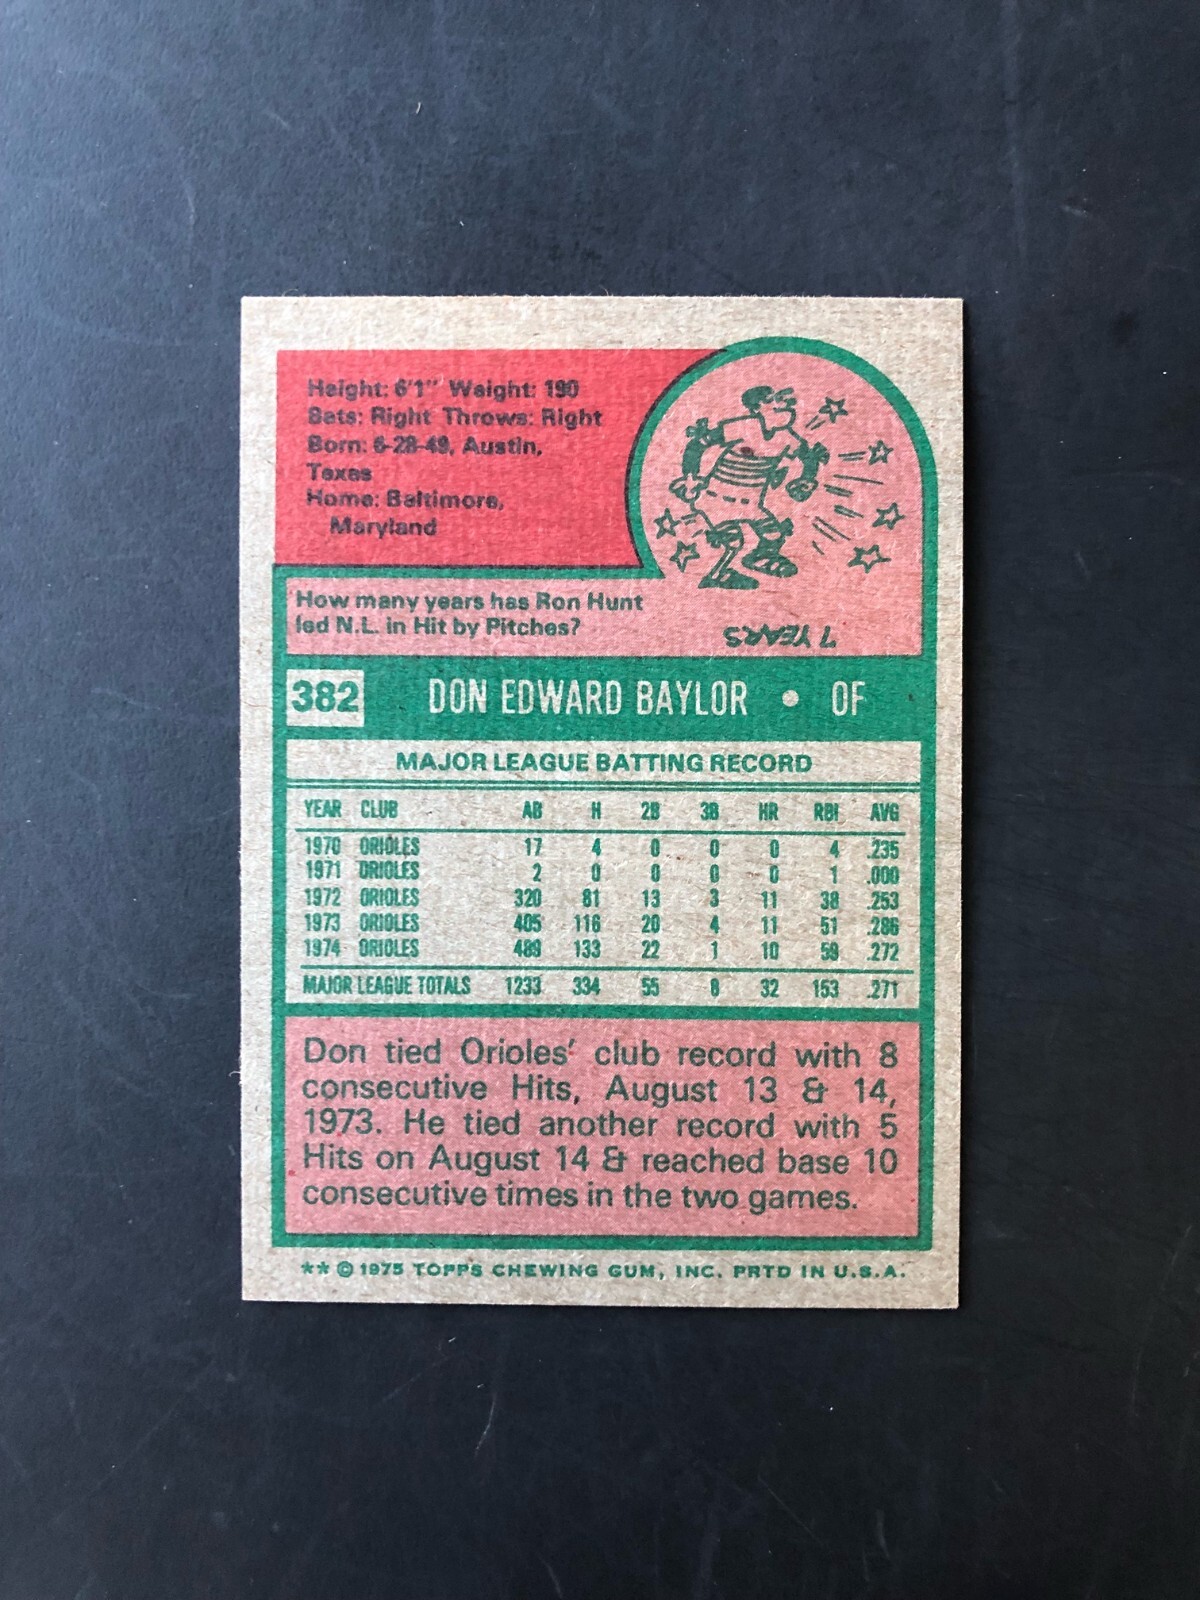 Height: 6'1" Weight: 190
Bats: Right Throws: Right
Born: 6-28-49, Austin,
Texas
Home: Baltimore,
Maryland
How many years has Ron Hunt
led N.L. in Hit by Pitches?
7 YEARS
382 DON EDWARD BAYLOR • OF
MAJOR LEAGUE BATTING RECORD
YEAR CLUB AB H 2B 3B HR RBI AVG
1970 ORIOLES 17 4 0 0 0 4 .235
1971 ORIOLES 2 0 0 0 0 1 .000
1972 ORIOLES 320 81 13 3 11 38 .253
1973 ORIOLES 405 116 20 4 11 51 .286
1974 ORIOLES 489 133 22 1 10 59 .272
MAJOR LEAGUE TOTALS 1233 334 55 8 32 153 .271
Don tied Orioles' club record with 8
consecutive Hits, August 13 & 14,
1973. He tied another record with 5
Hits on August 14 & reached base 10
consecutive times in the two games.
** © 1975 TOPPS CHEWING GUM, INC. PRTD IN U.S.A.